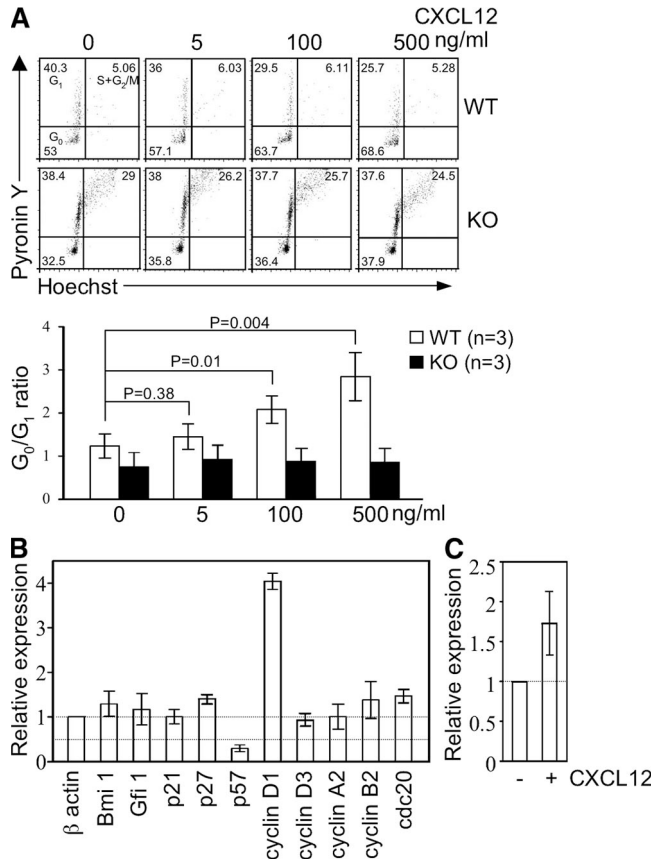 A
CXCL12
0 5 100 500 ng/ml
40.3 5.06 36 6.03 29.5 6.11 25.7 5.28
G1 S+G2/M
WT
G0
53 57.1 63.7 68.6
38.4 29 38 26.2 37.7 25.7 37.6 24.5
KO
32.5 35.8 36.4 37.9
Pyronin Y
Hoechst
P=0.004
P=0.01
P=0.38
WT (n=3)
KO (n=3)
G0/G1 ratio
4
3
2
1
0
0 5 100 500 ng/ml
B
Relative expression
4
2
1
0
β actin
Bmi 1
Gfi 1
p21
p27
p57
cyclin D1
cyclin D3
cyclin A2
cyclin B2
cdc20
C
Relative expression
2.5
2
1.5
1
0.5
0
- + CXCL12